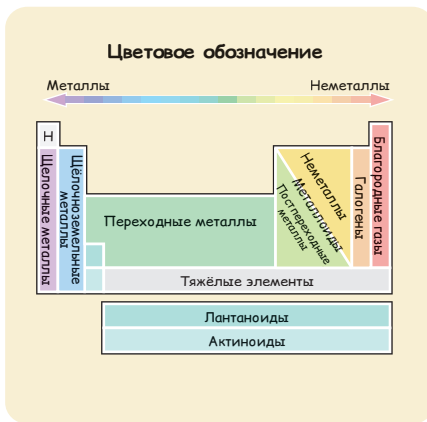 Цветовое обозначение
Металлы
Неметаллы
H
Щелочные металлы
Щёлочноземельные
металлы
Переходные металлы
Неметаллы
Металлоиды
Постпереходные
металлы
Галогены
Благородные газы
Тяжёлые элементы
Лантаноиды
Актиноиды